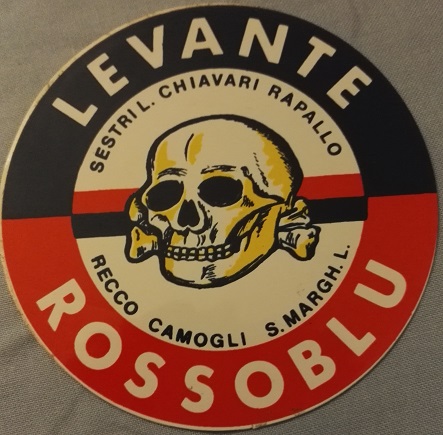 LEVANTE
SESTRI L. CHIAVARI RAPALLO
RECCO CAMOGLI S. MARGH. L.
ROSSOBLU